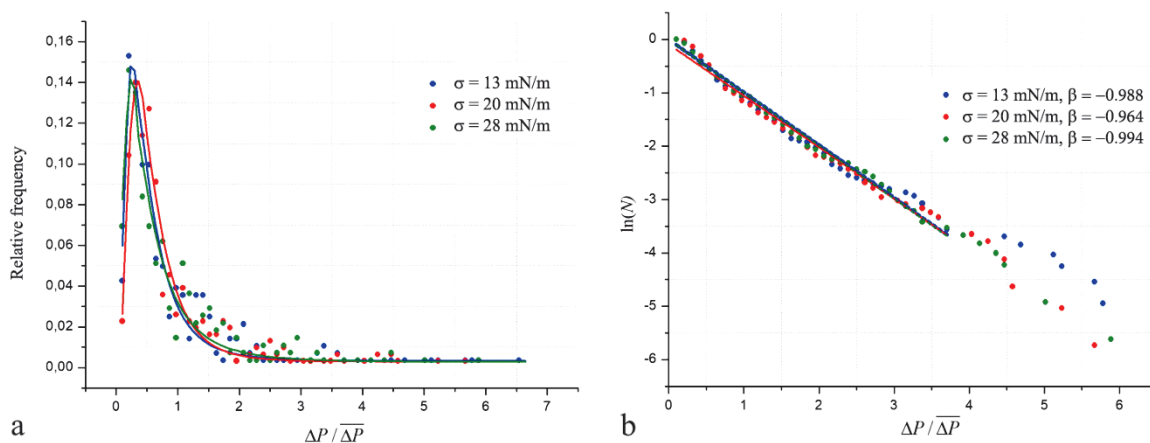 a
0,16
0,14
0,12
0,10
0,08
0,06
0,04
0,02
0,00
Relative frequency
σ = 13 mN/m
σ = 20 mN/m
σ = 28 mN/m
0 1 2 3 4 5 6 7
ΔP / \overline{ΔP}
b
0
-1
-2
-3
-4
-5
-6
ln(N)
σ = 13 mN/m, β = −0.988
σ = 20 mN/m, β = −0.964
σ = 28 mN/m, β = −0.994
0 1 2 3 4 5 6
ΔP / \overline{ΔP}